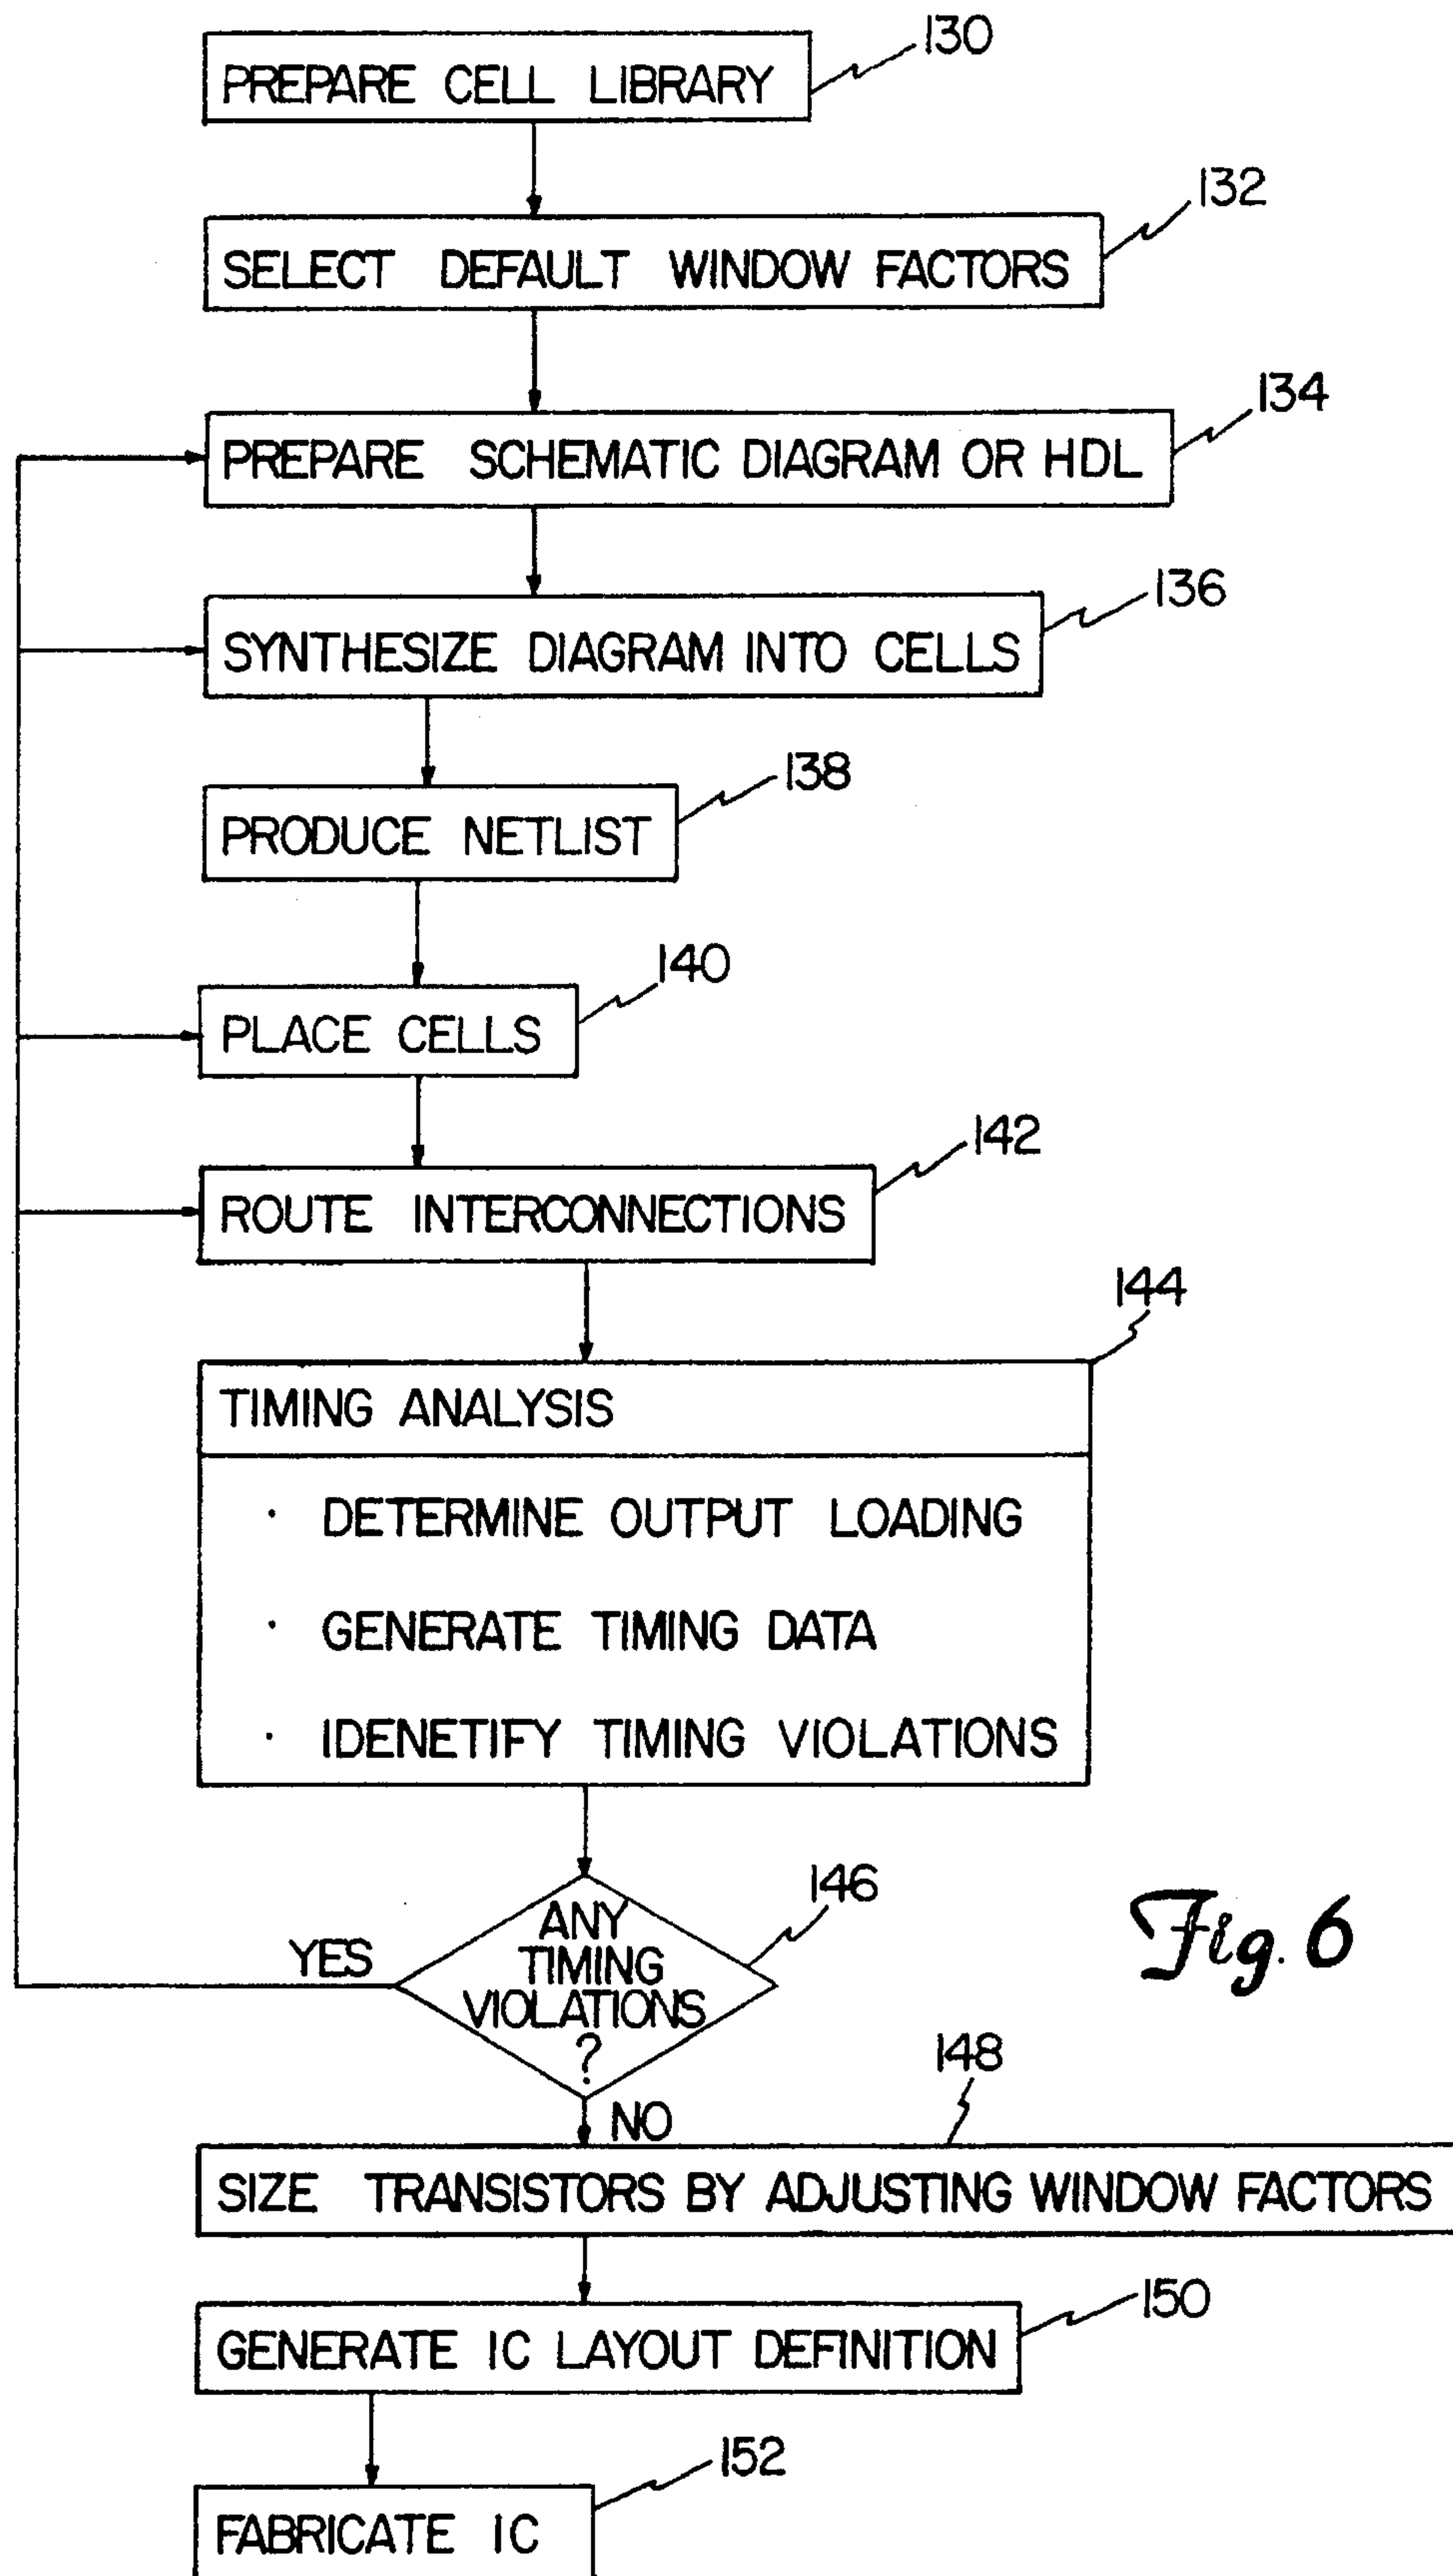 130
PREPARE CELL LIBRARY
132
SELECT DEFAULT WINDOW FACTORS
134
PREPARE SCHEMATIC DIAGRAM OR HDL
136
SYNTHESIZE DIAGRAM INTO CELLS
138
PRODUCE NETLIST
140
PLACE CELLS
142
ROUTE INTERCONNECTIONS
144
TIMING ANALYSIS
· DETERMINE OUTPUT LOADING
· GENERATE TIMING DATA
· IDENETIFY TIMING VIOLATIONS
146
ANY
TIMING
VIOLATIONS
?
YES
Fig. 6
NO
148
SIZE TRANSISTORS BY ADJUSTING WINDOW FACTORS
150
GENERATE IC LAYOUT DEFINITION
152
FABRICATE IC